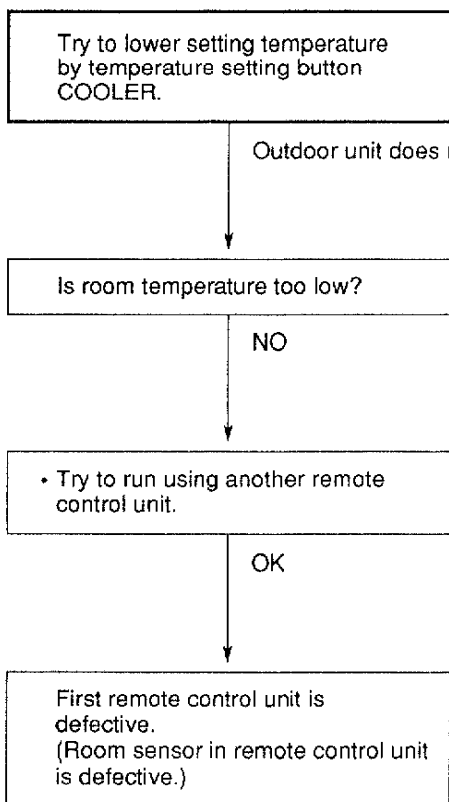 Try to lower setting temperature
by temperature setting button
COOLER.
Outdoor unit does
Is room temperature too low?
NO
• Try to run using another remote
control unit.
OK
First remote control unit is
defective.
(Room sensor in remote control unit
is defective.)